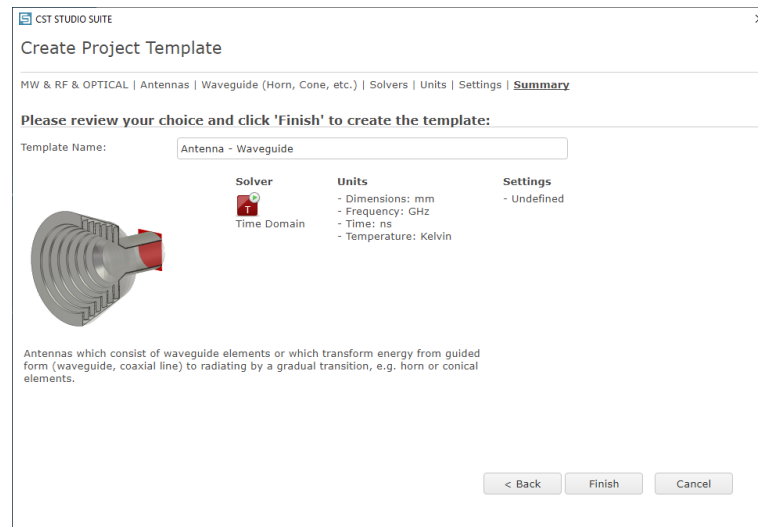 CST STUDIO SUITE
Create Project Template
MW & RF & OPTICAL | Antennas | Waveguide (Horn, Cone, etc.) | Solvers | Units | Settings | Summary
Please review your choice and click 'Finish' to create the template:
Template Name:
Antenna - Waveguide
Solver
T
Time Domain
Units
- Dimensions: mm
- Frequency: GHz
- Time: ns
- Temperature: Kelvin
Settings
- Undefined
Antennas which consist of waveguide elements or which transform energy from guided
form (waveguide, coaxial line) to radiating by a gradual transition, e.g. horn or conical
elements.
< Back
Finish
Cancel